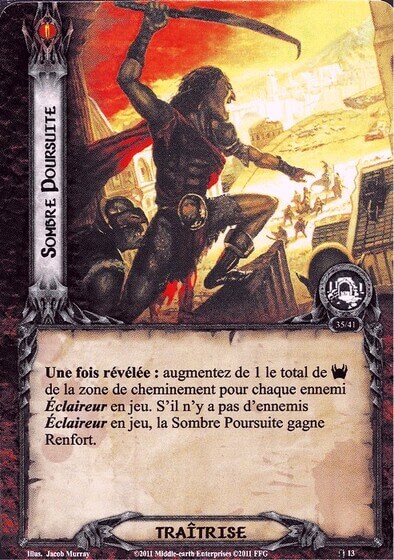 SOMBRE POURSUITE
35/41
Une fois révélée : augmentez de 1 le total de
de la zone de cheminement pour chaque ennemi
Éclaireur en jeu. S'il n'y a pas d'ennemis
Éclaireur en jeu, la Sombre Poursuite gagne
Renfort.
TRAÎTRISE
Illus. Jacob Murray
©2011 Middle-earth Enterprises ©2011 FFG
13